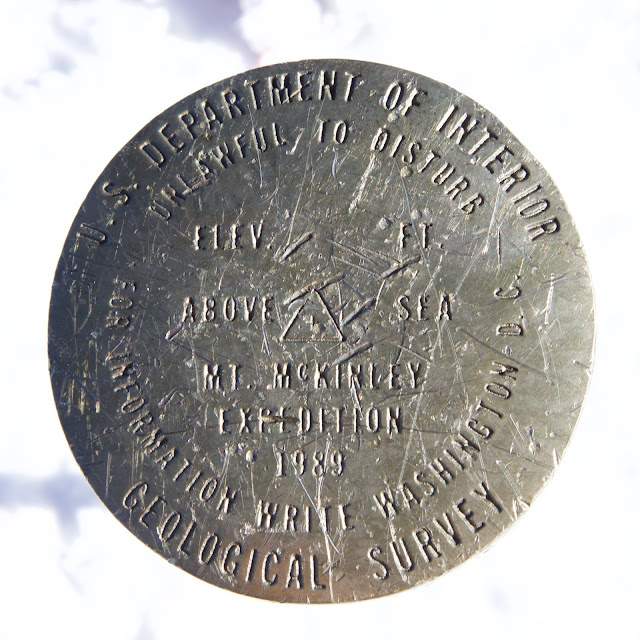 U.S. DEPARTMENT OF INTERIOR
UNLAWFUL TO DISTURB
ELEV. FT.
ABOVE SEA
MT. McKINLEY
EXPEDITION
1989
FOR INFORMATION WRITE WASHINGTON D.C.
GEOLOGICAL SURVEY